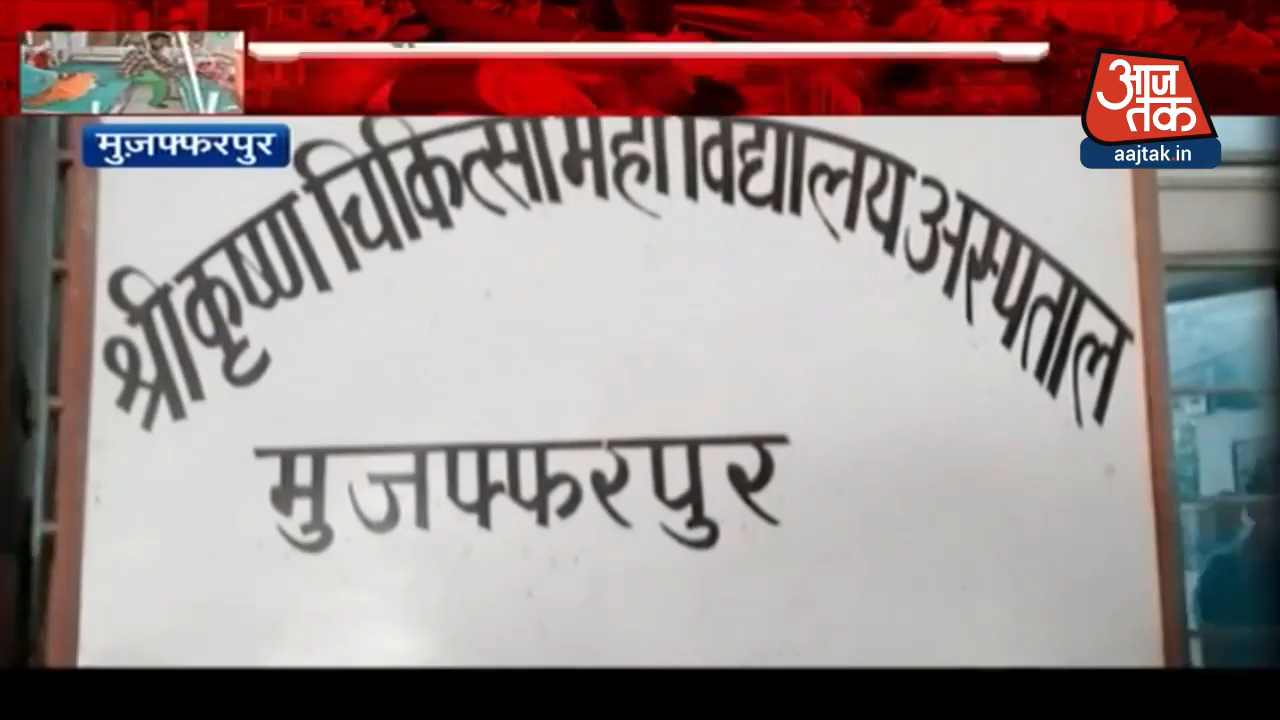 आज
तक
aajtak.in
मुज़फ्फरपुर
श्रीकृष्ण चिकित्सा महाविद्यालय अस्पताल
मुजफ्फरपुर